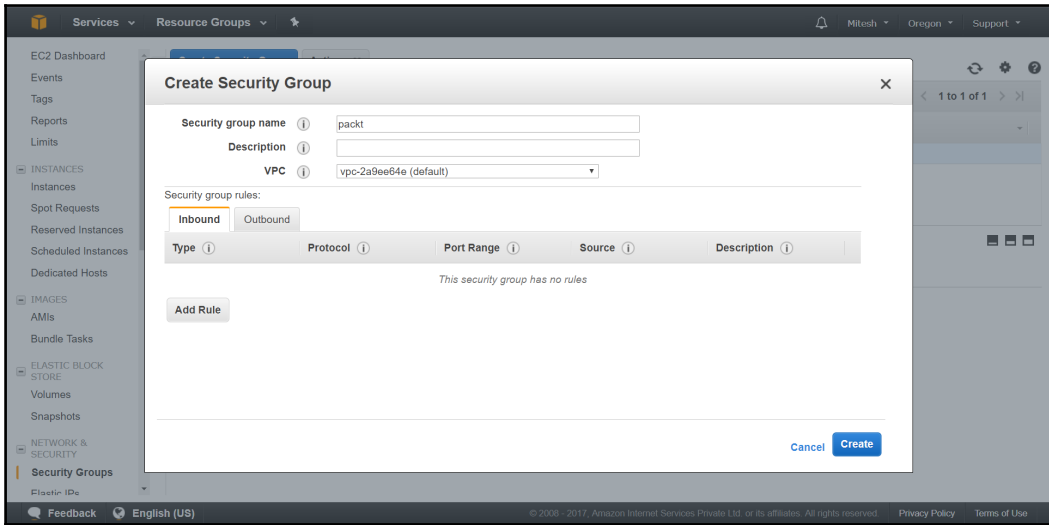 Services Resource Groups Mitesh Oregon Support
EC2 Dashboard
Events
Tags
Reports
Limits
INSTANCES
Instances
Spot Requests
Reserved Instances
Scheduled Instances
Dedicated Hosts
IMAGES
AMIs
Bundle Tasks
ELASTIC BLOCK
STORE
Volumes
Snapshots
NETWORK &
SECURITY
Security Groups
Elastic IPs
1 to 1 of 1
Create Security Group
Security group name packt
Description
VPC vpc-2a9ee64e (default)
Security group rules:
Inbound Outbound
Type Protocol Port Range Source Description
This security group has no rules
Add Rule
Cancel Create
Feedback English (US) © 2008 - 2017, Amazon Internet Services Private Ltd. or its affiliates. All rights reserved. Privacy Policy Terms of Use